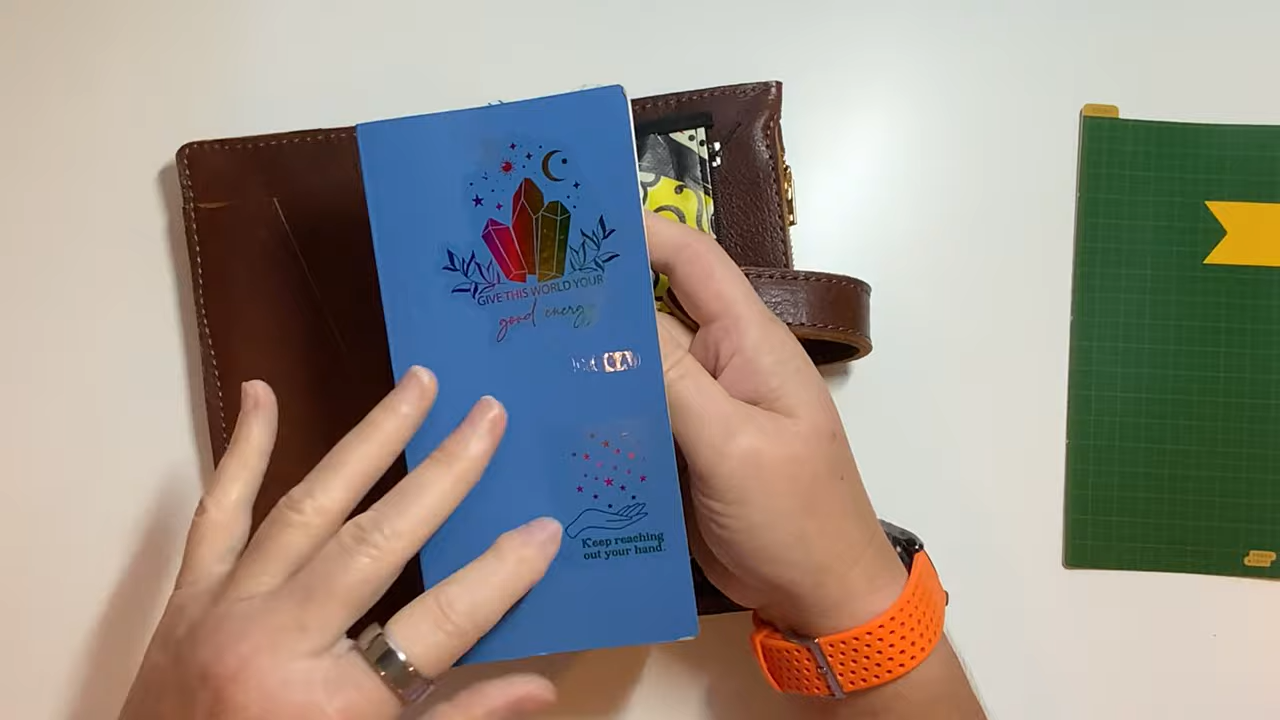 GIVE THIS WORLD YOUR
good energy
Keep reaching
out your hand.